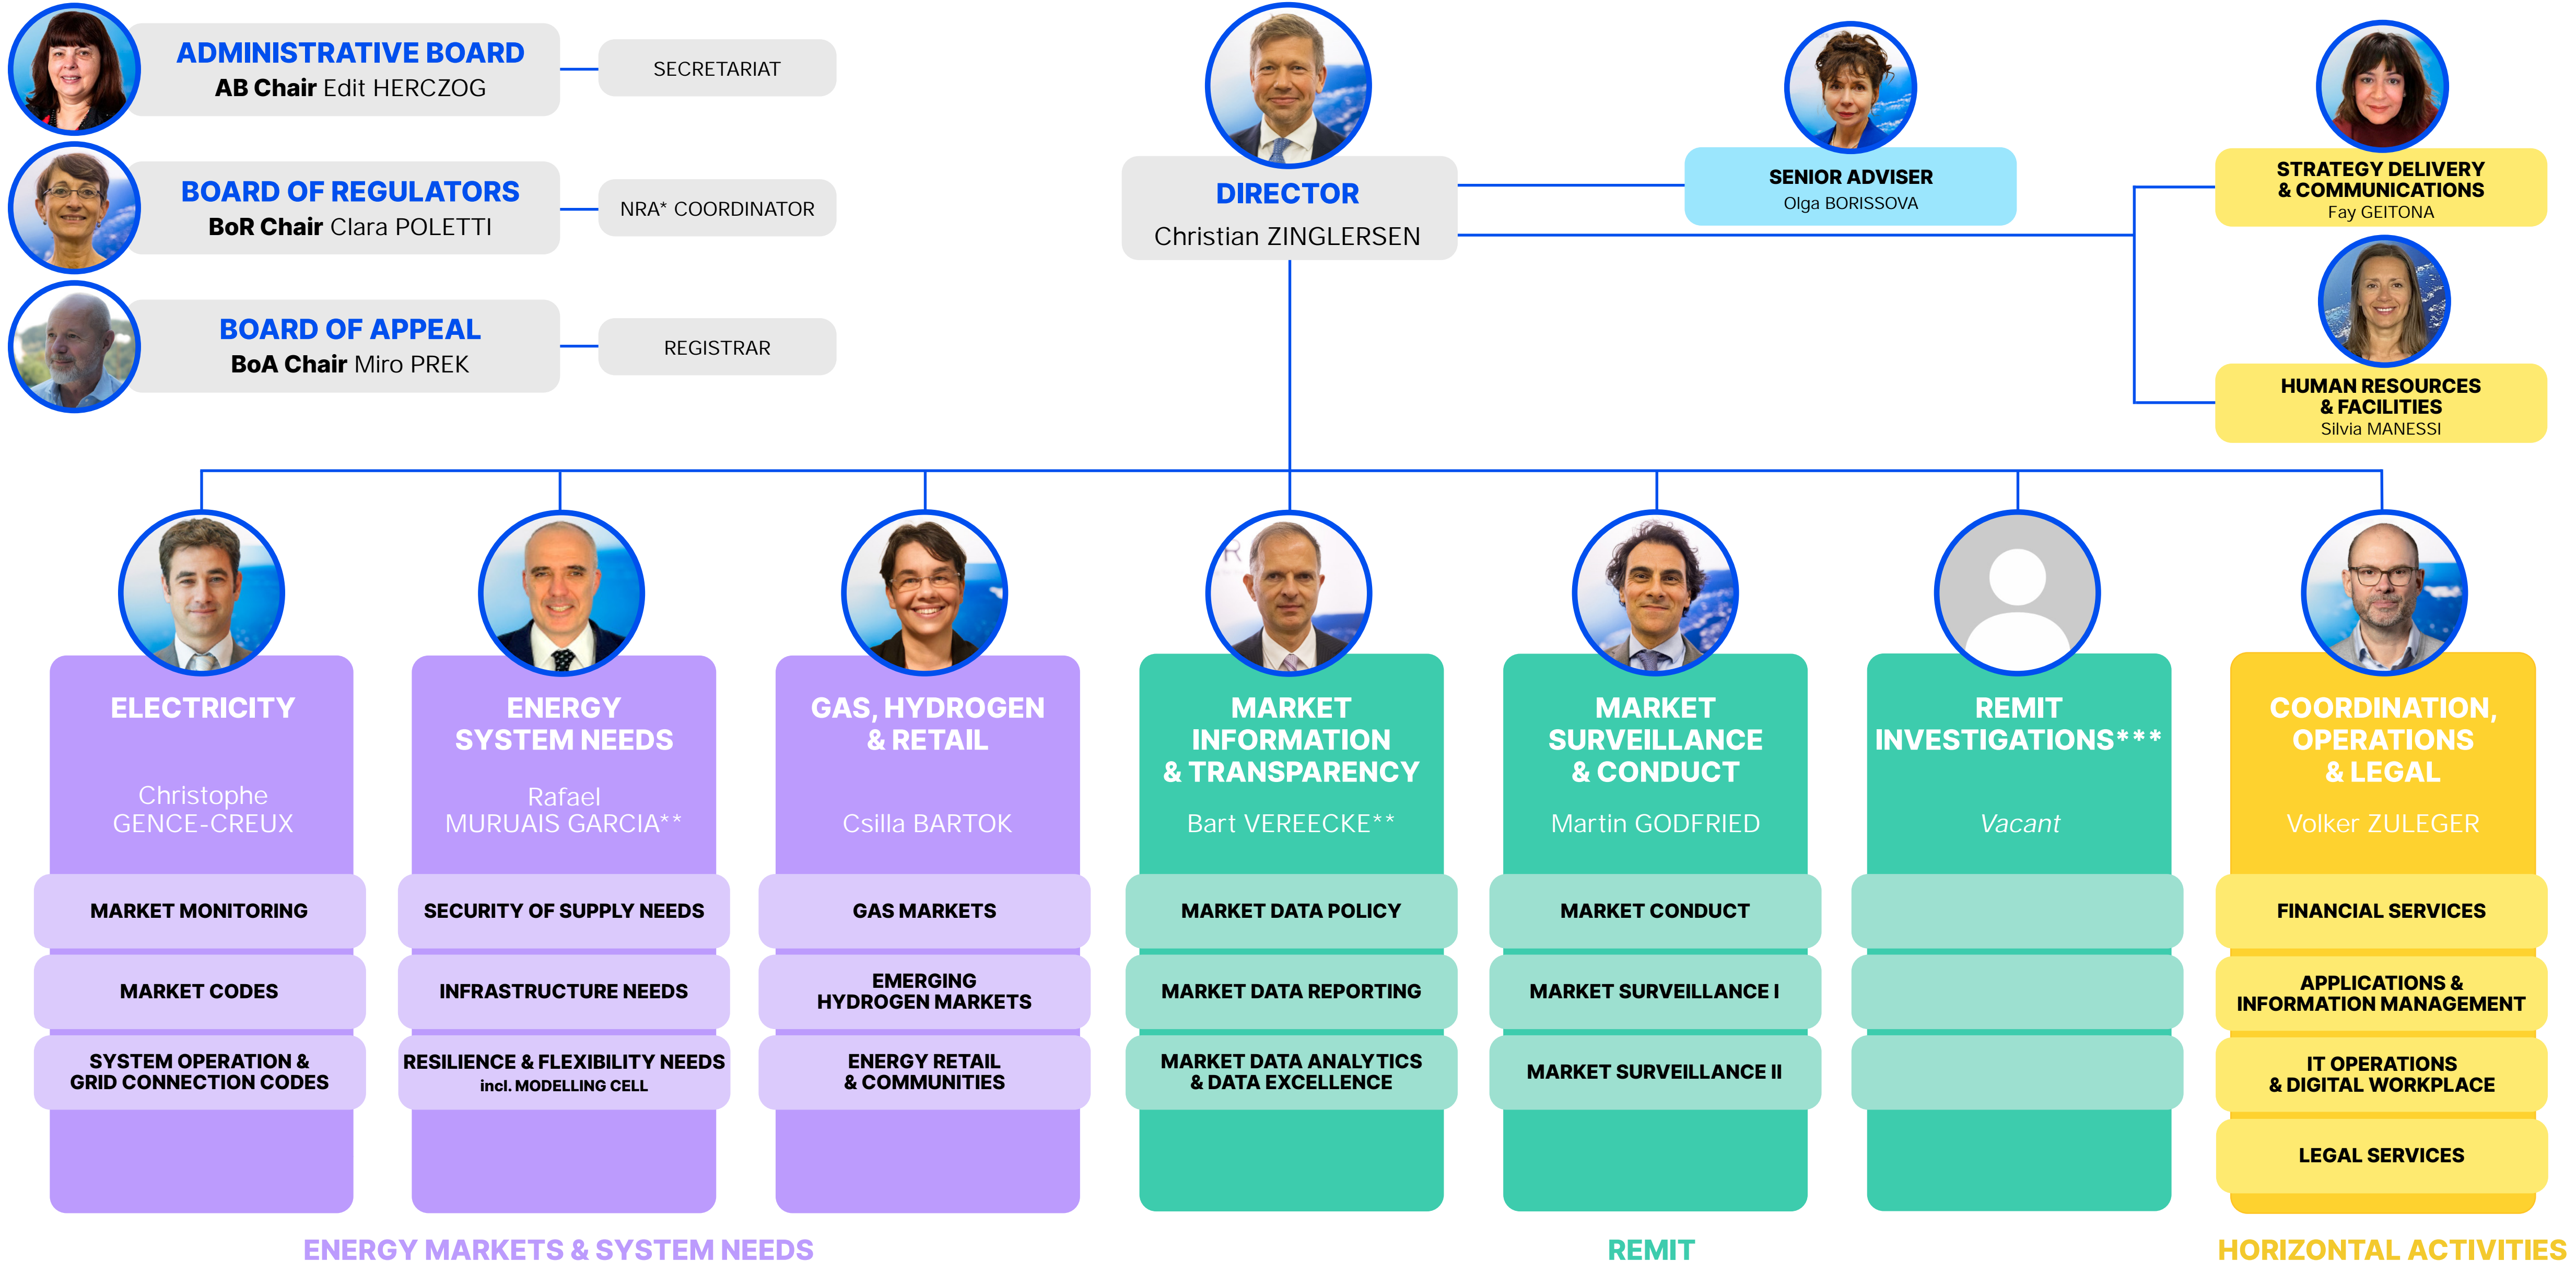 ADMINISTRATIVE BOARD
AB Chair Edit HERCZOG
SECRETARIAT
BOARD OF REGULATORS
BoR Chair Clara POLETTI
NRA* COORDINATOR
BOARD OF APPEAL
BoA Chair Miro PREK
REGISTRAR
DIRECTOR
Christian ZINGLERSEN
SENIOR ADVISER
Olga BORISSOVA
STRATEGY DELIVERY
& COMMUNICATIONS
Fay GEITONA
HUMAN RESOURCES
& FACILITIES
Silvia MANESSI
ELECTRICITY
Christophe
GENCE-CREUX
MARKET MONITORING
MARKET CODES
SYSTEM OPERATION &
GRID CONNECTION CODES
ENERGY
SYSTEM NEEDS
Rafael
MURUAIS GARCIA**
SECURITY OF SUPPLY NEEDS
INFRASTRUCTURE NEEDS
RESILIENCE & FLEXIBILITY NEEDS
incl. MODELLING CELL
GAS, HYDROGEN
& RETAIL
Csilla BARTOK
GAS MARKETS
EMERGING
HYDROGEN MARKETS
ENERGY RETAIL
& COMMUNITIES
R
MARKET
INFORMATION
& TRANSPARENCY
Bart VEREECKE**
MARKET DATA POLICY
MARKET DATA REPORTING
MARKET DATA ANALYTICS
& DATA EXCELLENCE
MARKET
SURVEILLANCE
& CONDUCT
Martin GODFRIED
MARKET CONDUCT
MARKET SURVEILLANCE I
MARKET SURVEILLANCE II
REMIT
INVESTIGATIONS***
Vacant
COORDINATION,
OPERATIONS
& LEGAL
Volker ZULEGER
FINANCIAL SERVICES
APPLICATIONS &
INFORMATION MANAGEMENT
IT OPERATIONS
& DIGITAL WORKPLACE
LEGAL SERVICES
ENERGY MARKETS & SYSTEM NEEDS
REMIT
HORIZONTAL ACTIVITIES